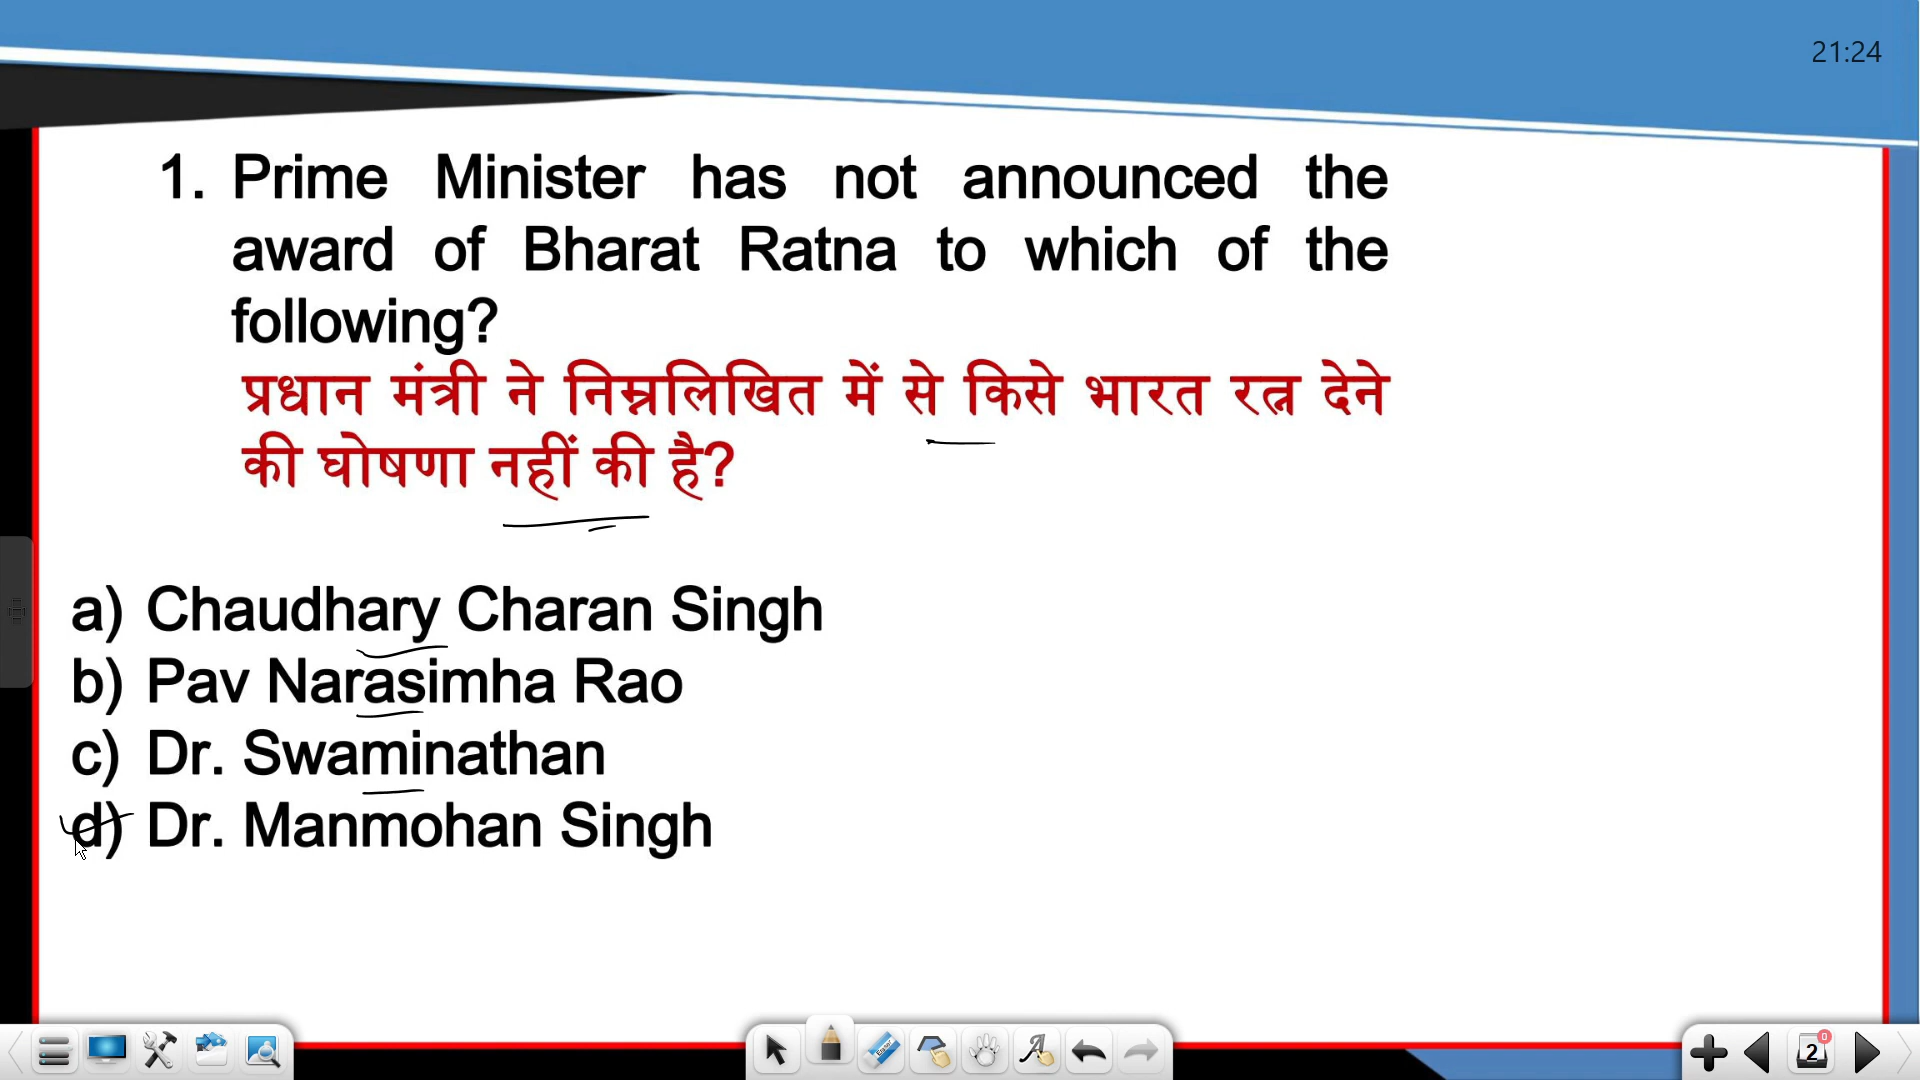 21:24
1. Prime Minister has not announced the
award of Bharat Ratna to which of the
following?
प्रधान मंत्री ने निम्नलिखित में से किसे भारत रत्न देने
की घोषणा नहीं की है?
a) Chaudhary Charan Singh
b) Pav Narasimha Rao
c) Dr. Swaminathan
d) Dr. Manmohan Singh
2